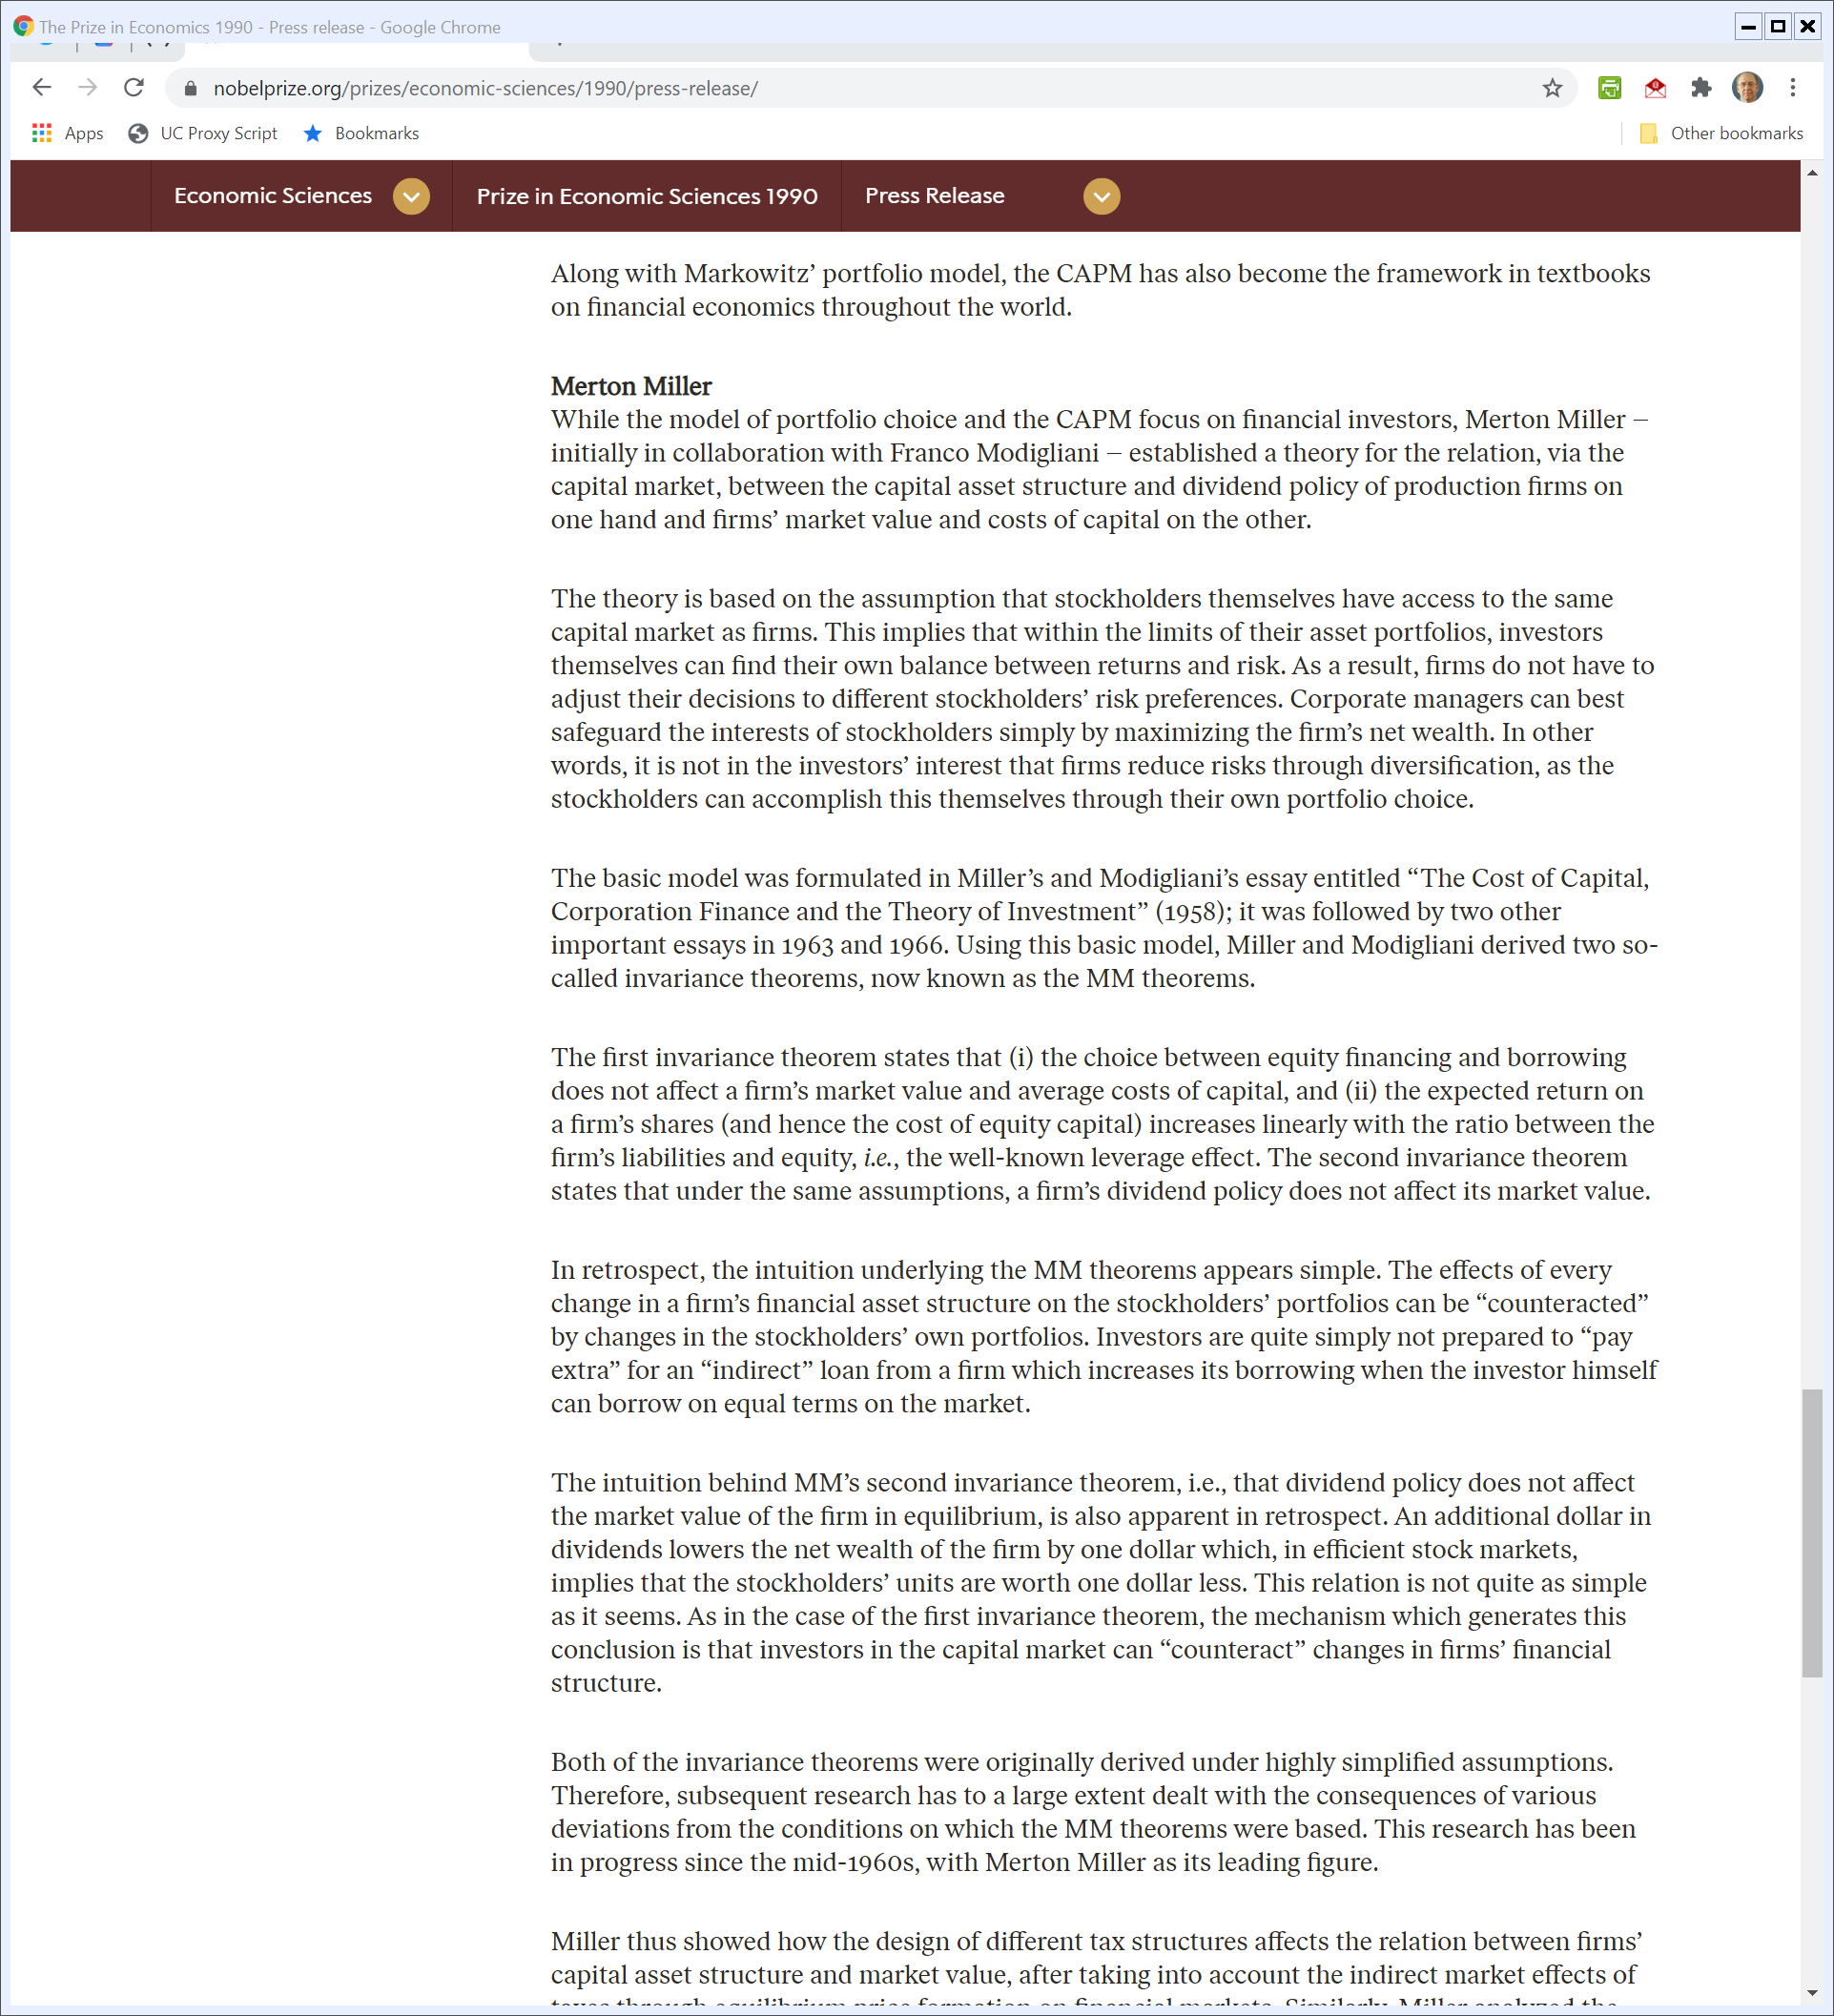 The Prize in Economics 1990 - Press release - Google Chrome
nobelprize.org/prizes/economic-sciences/1990/press-release/
Apps UC Proxy Script Bookmarks Other bookmarks
Economic Sciences Prize in Economic Sciences 1990 Press Release
Along with Markowitz’ portfolio model, the CAPM has also become the framework in textbooks
on financial economics throughout the world.
Merton Miller
While the model of portfolio choice and the CAPM focus on financial investors, Merton Miller –
initially in collaboration with Franco Modigliani – established a theory for the relation, via the
capital market, between the capital asset structure and dividend policy of production firms on
one hand and firms’ market value and costs of capital on the other.
The theory is based on the assumption that stockholders themselves have access to the same
capital market as firms. This implies that within the limits of their asset portfolios, investors
themselves can find their own balance between returns and risk. As a result, firms do not have to
adjust their decisions to different stockholders’ risk preferences. Corporate managers can best
safeguard the interests of stockholders simply by maximizing the firm’s net wealth. In other
words, it is not in the investors’ interest that firms reduce risks through diversification, as the
stockholders can accomplish this themselves through their own portfolio choice.
The basic model was formulated in Miller’s and Modigliani’s essay entitled “The Cost of Capital,
Corporation Finance and the Theory of Investment” (1958); it was followed by two other
important essays in 1963 and 1966. Using this basic model, Miller and Modigliani derived two so-
called invariance theorems, now known as the MM theorems.
The first invariance theorem states that (i) the choice between equity financing and borrowing
does not affect a firm’s market value and average costs of capital, and (ii) the expected return on
a firm’s shares (and hence the cost of equity capital) increases linearly with the ratio between the
firm’s liabilities and equity, i.e., the well-known leverage effect. The second invariance theorem
states that under the same assumptions, a firm’s dividend policy does not affect its market value.
In retrospect, the intuition underlying the MM theorems appears simple. The effects of every
change in a firm’s financial asset structure on the stockholders’ portfolios can be “counteracted”
by changes in the stockholders’ own portfolios. Investors are quite simply not prepared to “pay
extra” for an “indirect” loan from a firm which increases its borrowing when the investor himself
can borrow on equal terms on the market.
The intuition behind MM’s second invariance theorem, i.e., that dividend policy does not affect
the market value of the firm in equilibrium, is also apparent in retrospect. An additional dollar in
dividends lowers the net wealth of the firm by one dollar which, in efficient stock markets,
implies that the stockholders’ units are worth one dollar less. This relation is not quite as simple
as it seems. As in the case of the first invariance theorem, the mechanism which generates this
conclusion is that investors in the capital market can “counteract” changes in firms’ financial
structure.
Both of the invariance theorems were originally derived under highly simplified assumptions.
Therefore, subsequent research has to a large extent dealt with the consequences of various
deviations from the conditions on which the MM theorems were based. This research has been
in progress since the mid-1960s, with Merton Miller as its leading figure.
Miller thus showed how the design of different tax structures affects the relation between firms’
capital asset structure and market value, after taking into account the indirect market effects of
taxes through equilibrium price formation on financial markets. Similarly, Miller analyzed the